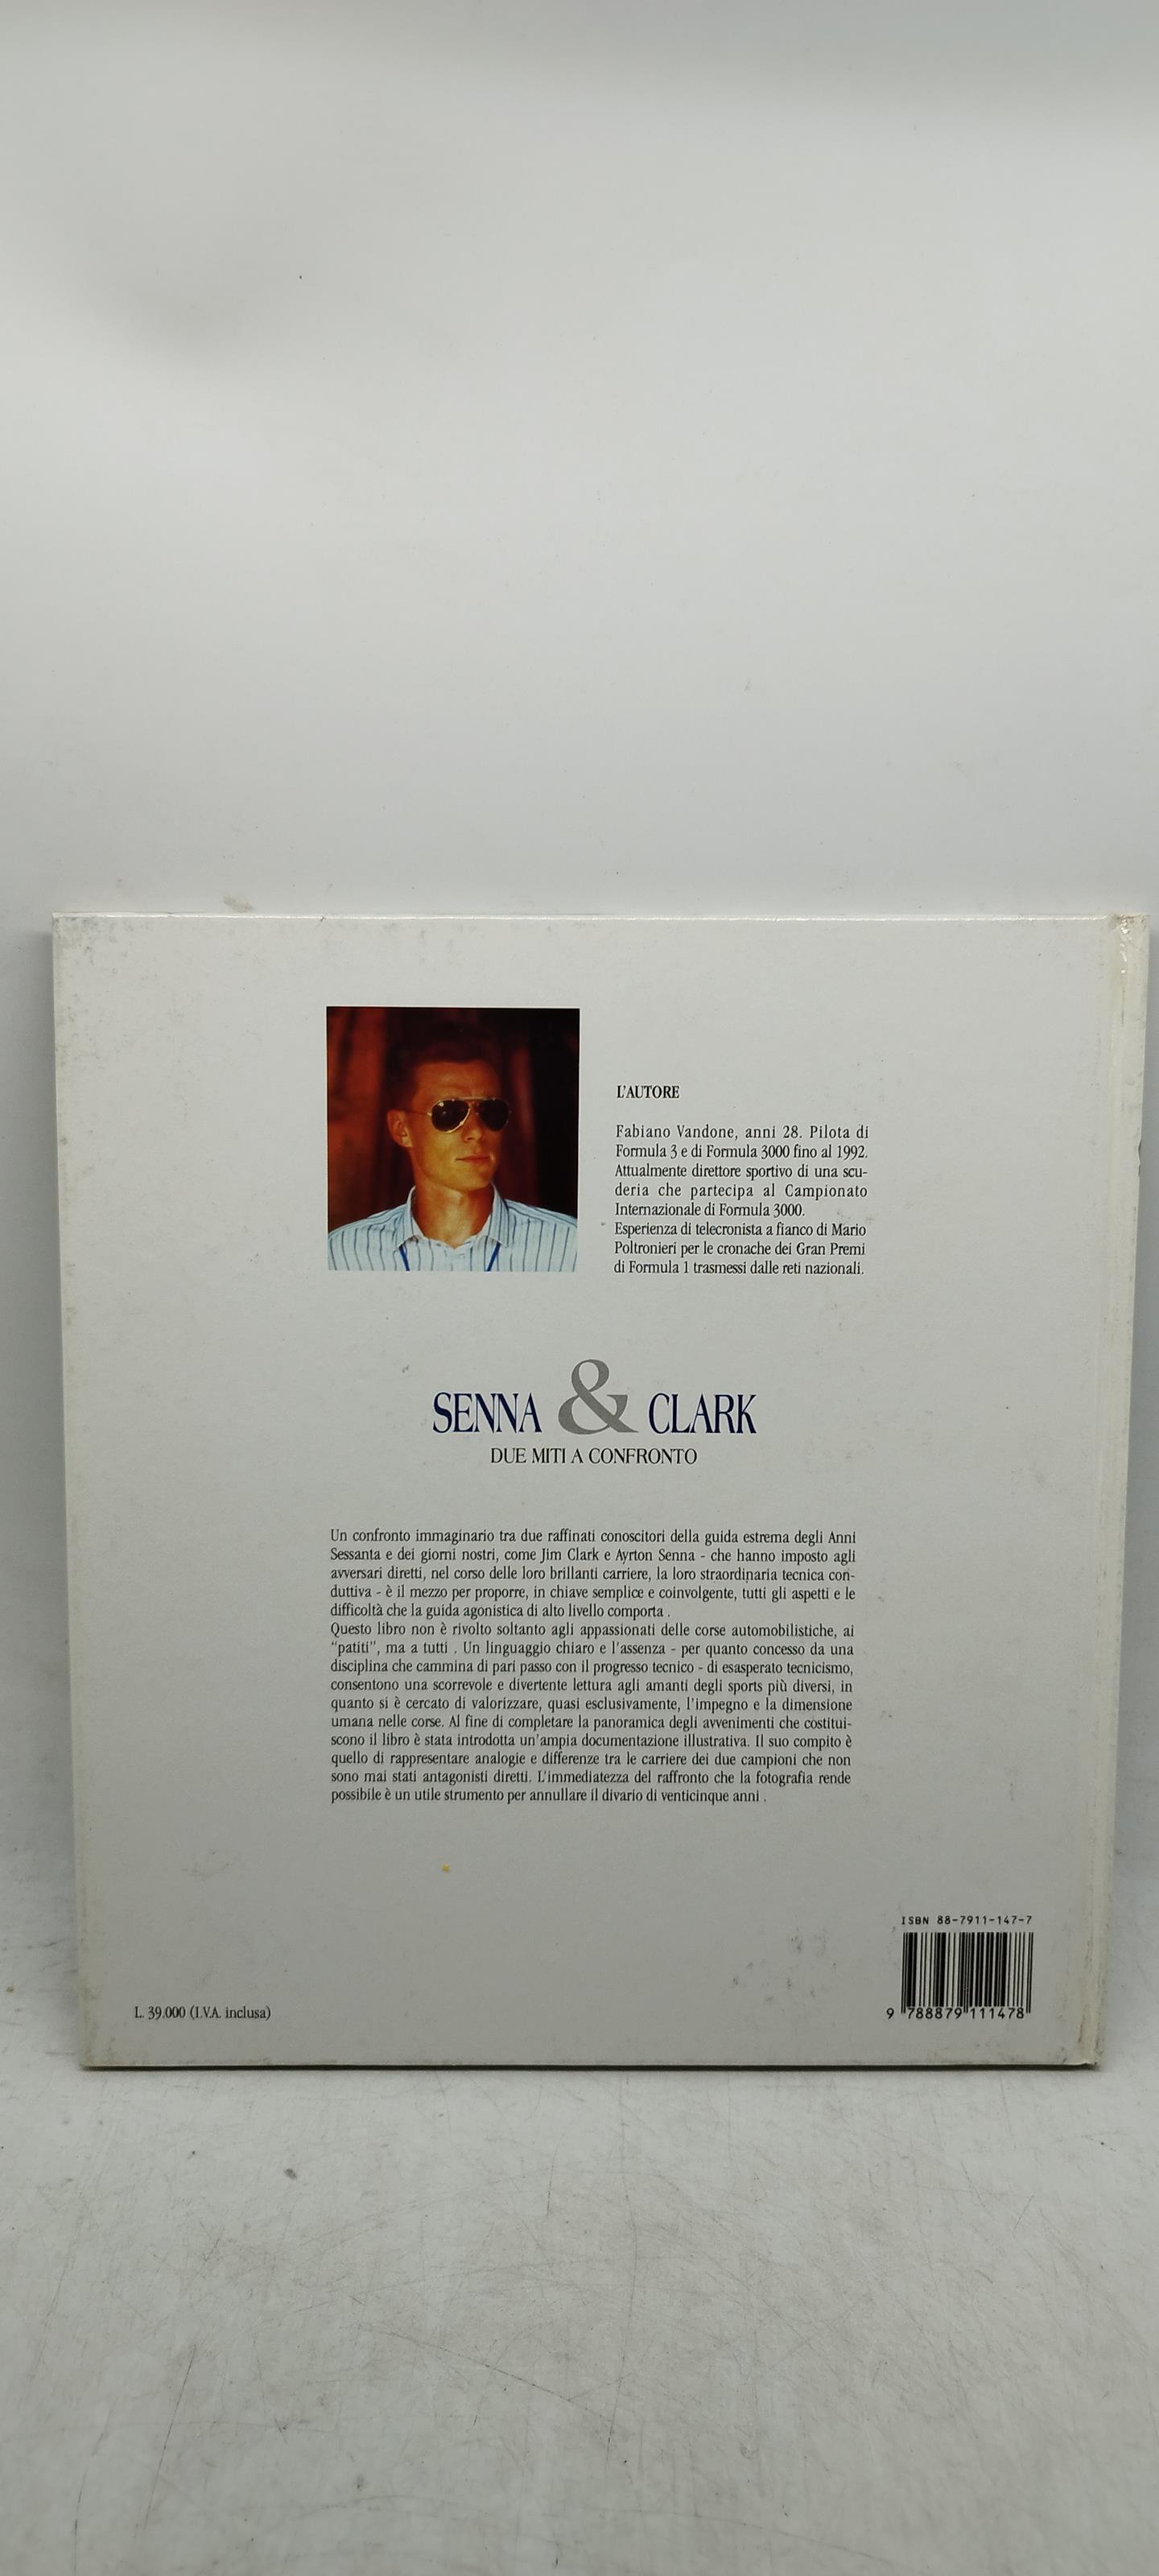 L'AUTORE
Fabiano Vandone, anni 28. Pilota di
Formula 3 e di Formula 3000 fino al 1992.
Attualmente direttore sportivo di una scu-
deria che partecipa al Campionato
Internazionale di Formula 3000.
Esperienza di telecronista a fianco di Mario
Poltronieri per le cronache dei Gran Premi
di Formula 1 trasmessi dalle reti nazionali.
SENNA & CLARK
DUE MITI A CONFRONTO
Un confronto immaginario tra due raffinati conoscitori della guida estrema degli Anni
Sessanta e dei giorni nostri, come Jim Clark e Ayrton Senna - che hanno imposto agli
avversari diretti, nel corso delle loro brillanti carriere, la loro straordinaria tecnica con-
duttiva - è il mezzo per proporre, in chiave semplice e coinvolgente, tutti gli aspetti e le
difficoltà che la guida agonistica di alto livello comporta .
Questo libro non è rivolto soltanto agli appassionati delle corse automobilistiche, ai
"patiti", ma a tutti . Un linguaggio chiaro e l'assenza - per quanto concesso da una
disciplina che cammina di pari passo con il progresso tecnico - di esasperato tecnicismo,
consentono una scorrevole e divertente lettura agli amanti degli sports più diversi, in
quanto si è cercato di valorizzare, quasi esclusivamente, l'impegno e la dimensione
umana nelle corse. Al fine di completare la panoramica degli avvenimenti che costitui-
scono il libro è stata introdotta un'ampia documentazione illustrativa. Il suo compito è
quello di rappresentare analogie e differenze tra le carriere dei due campioni che non
sono mai stati antagonisti diretti. L'immediatezza del raffronto che la fotografia rende
possibile è un utile strumento per annullare il divario di venticinque anni .
ISBN 88-7911-147-7
9 788879 111478
L. 39.000 (I.V.A. inclusa)